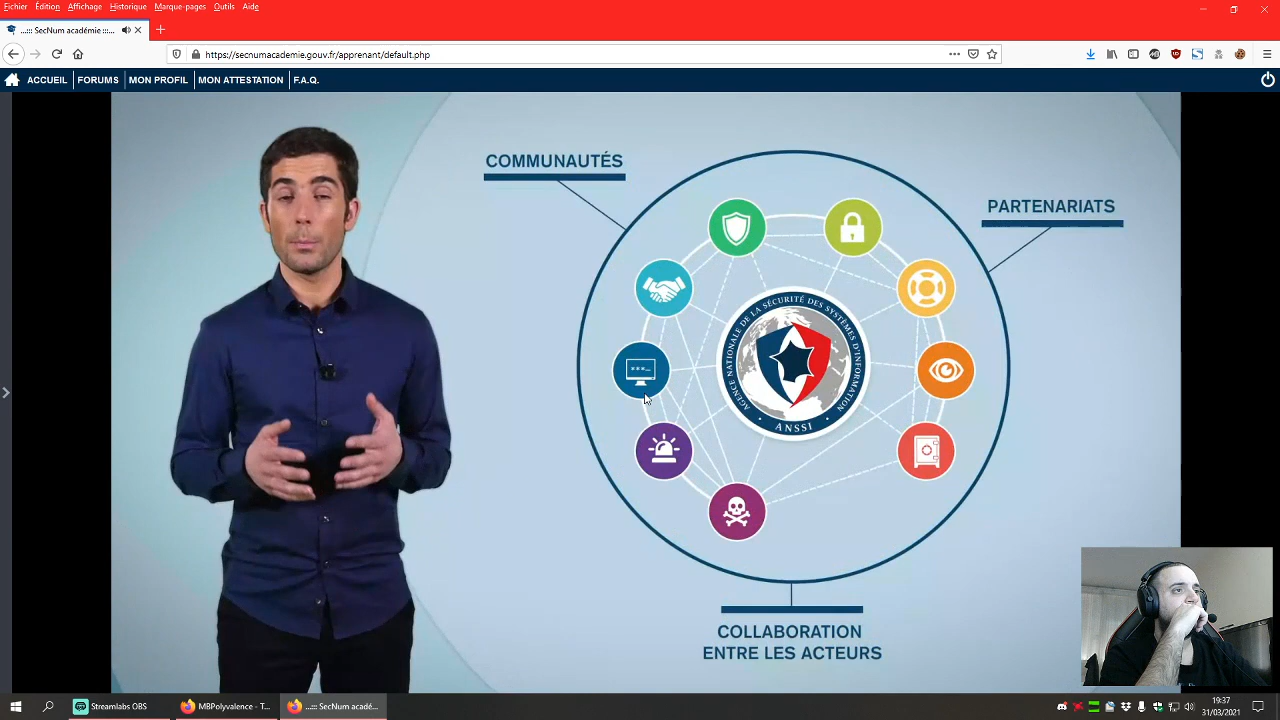 Fichier Édition Affichage Historique Marque-pages Outils Aide
...:: SecNum académie :::...
https://secnumacademie.gouv.fr/apprenant/default.php
ACCUEIL FORUMS MON PROFIL MON ATTESTATION F.A.Q.
COMMUNAUTÉS
PARTENARIATS
AGENCE NATIONALE DE LA SÉCURITÉ DES SYSTÈMES D'INFORMATION
• ANSSI •
COLLABORATION
ENTRE LES ACTEURS
Streamlabs OBS
MBPolyvalence - T...
...::: SecNum acadé...
19:37
31/03/2021